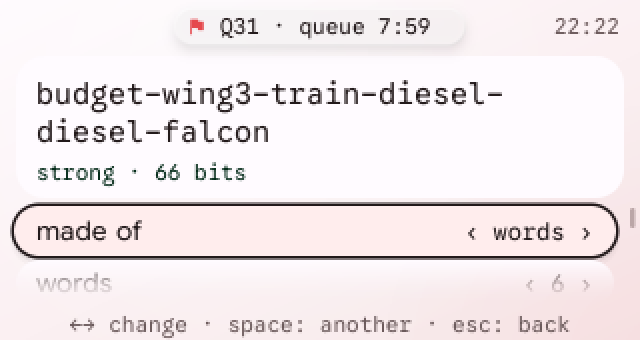 Q31 · queue 7:59
22:22
budget-wing3-train-diesel-
diesel-falcon
strong · 66 bits
made of ‹ words ›
words ‹ 6 ›
↔ change · space: another · esc: back